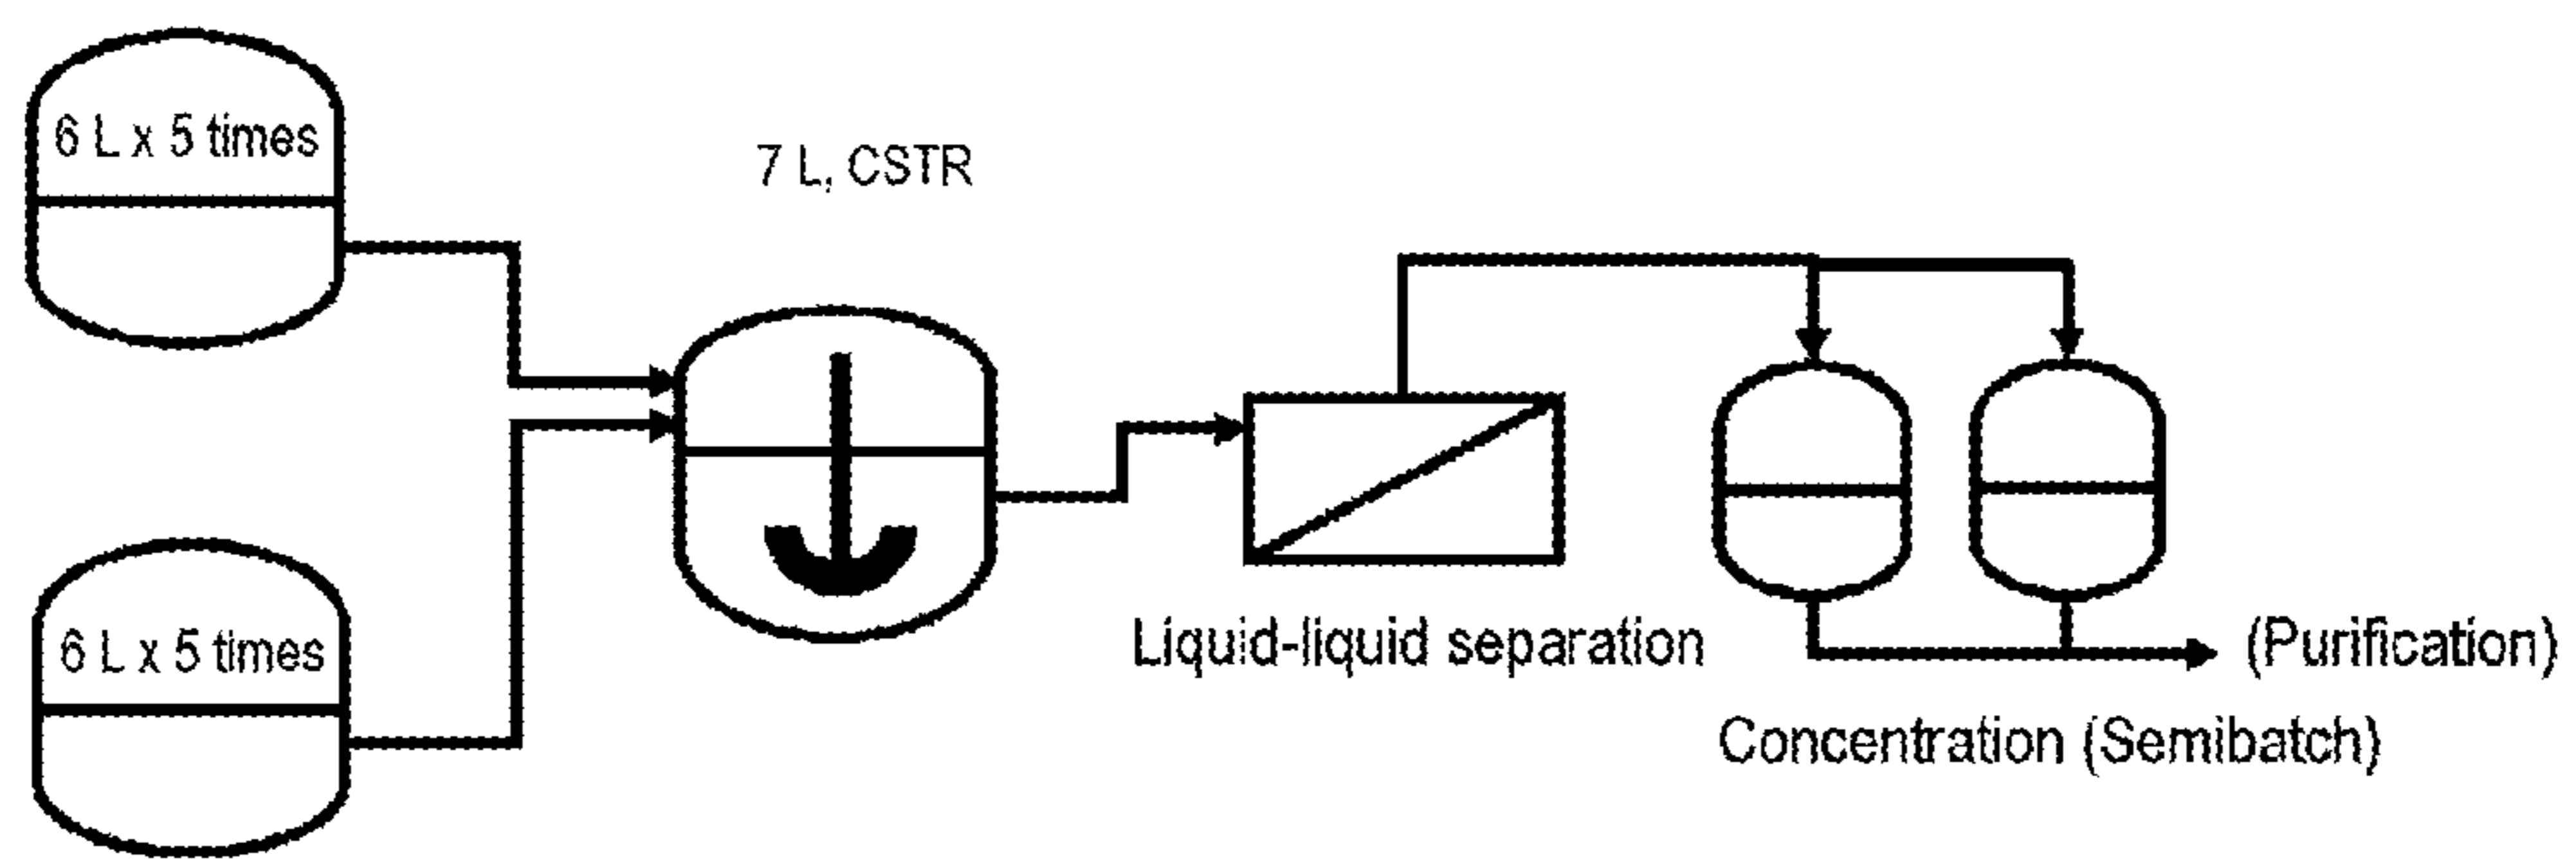 6 L x 5 times
7 L, CSTR
6 L x 5 times
Liquid-liquid separation
(Purification)
Concentration (Semibatch)